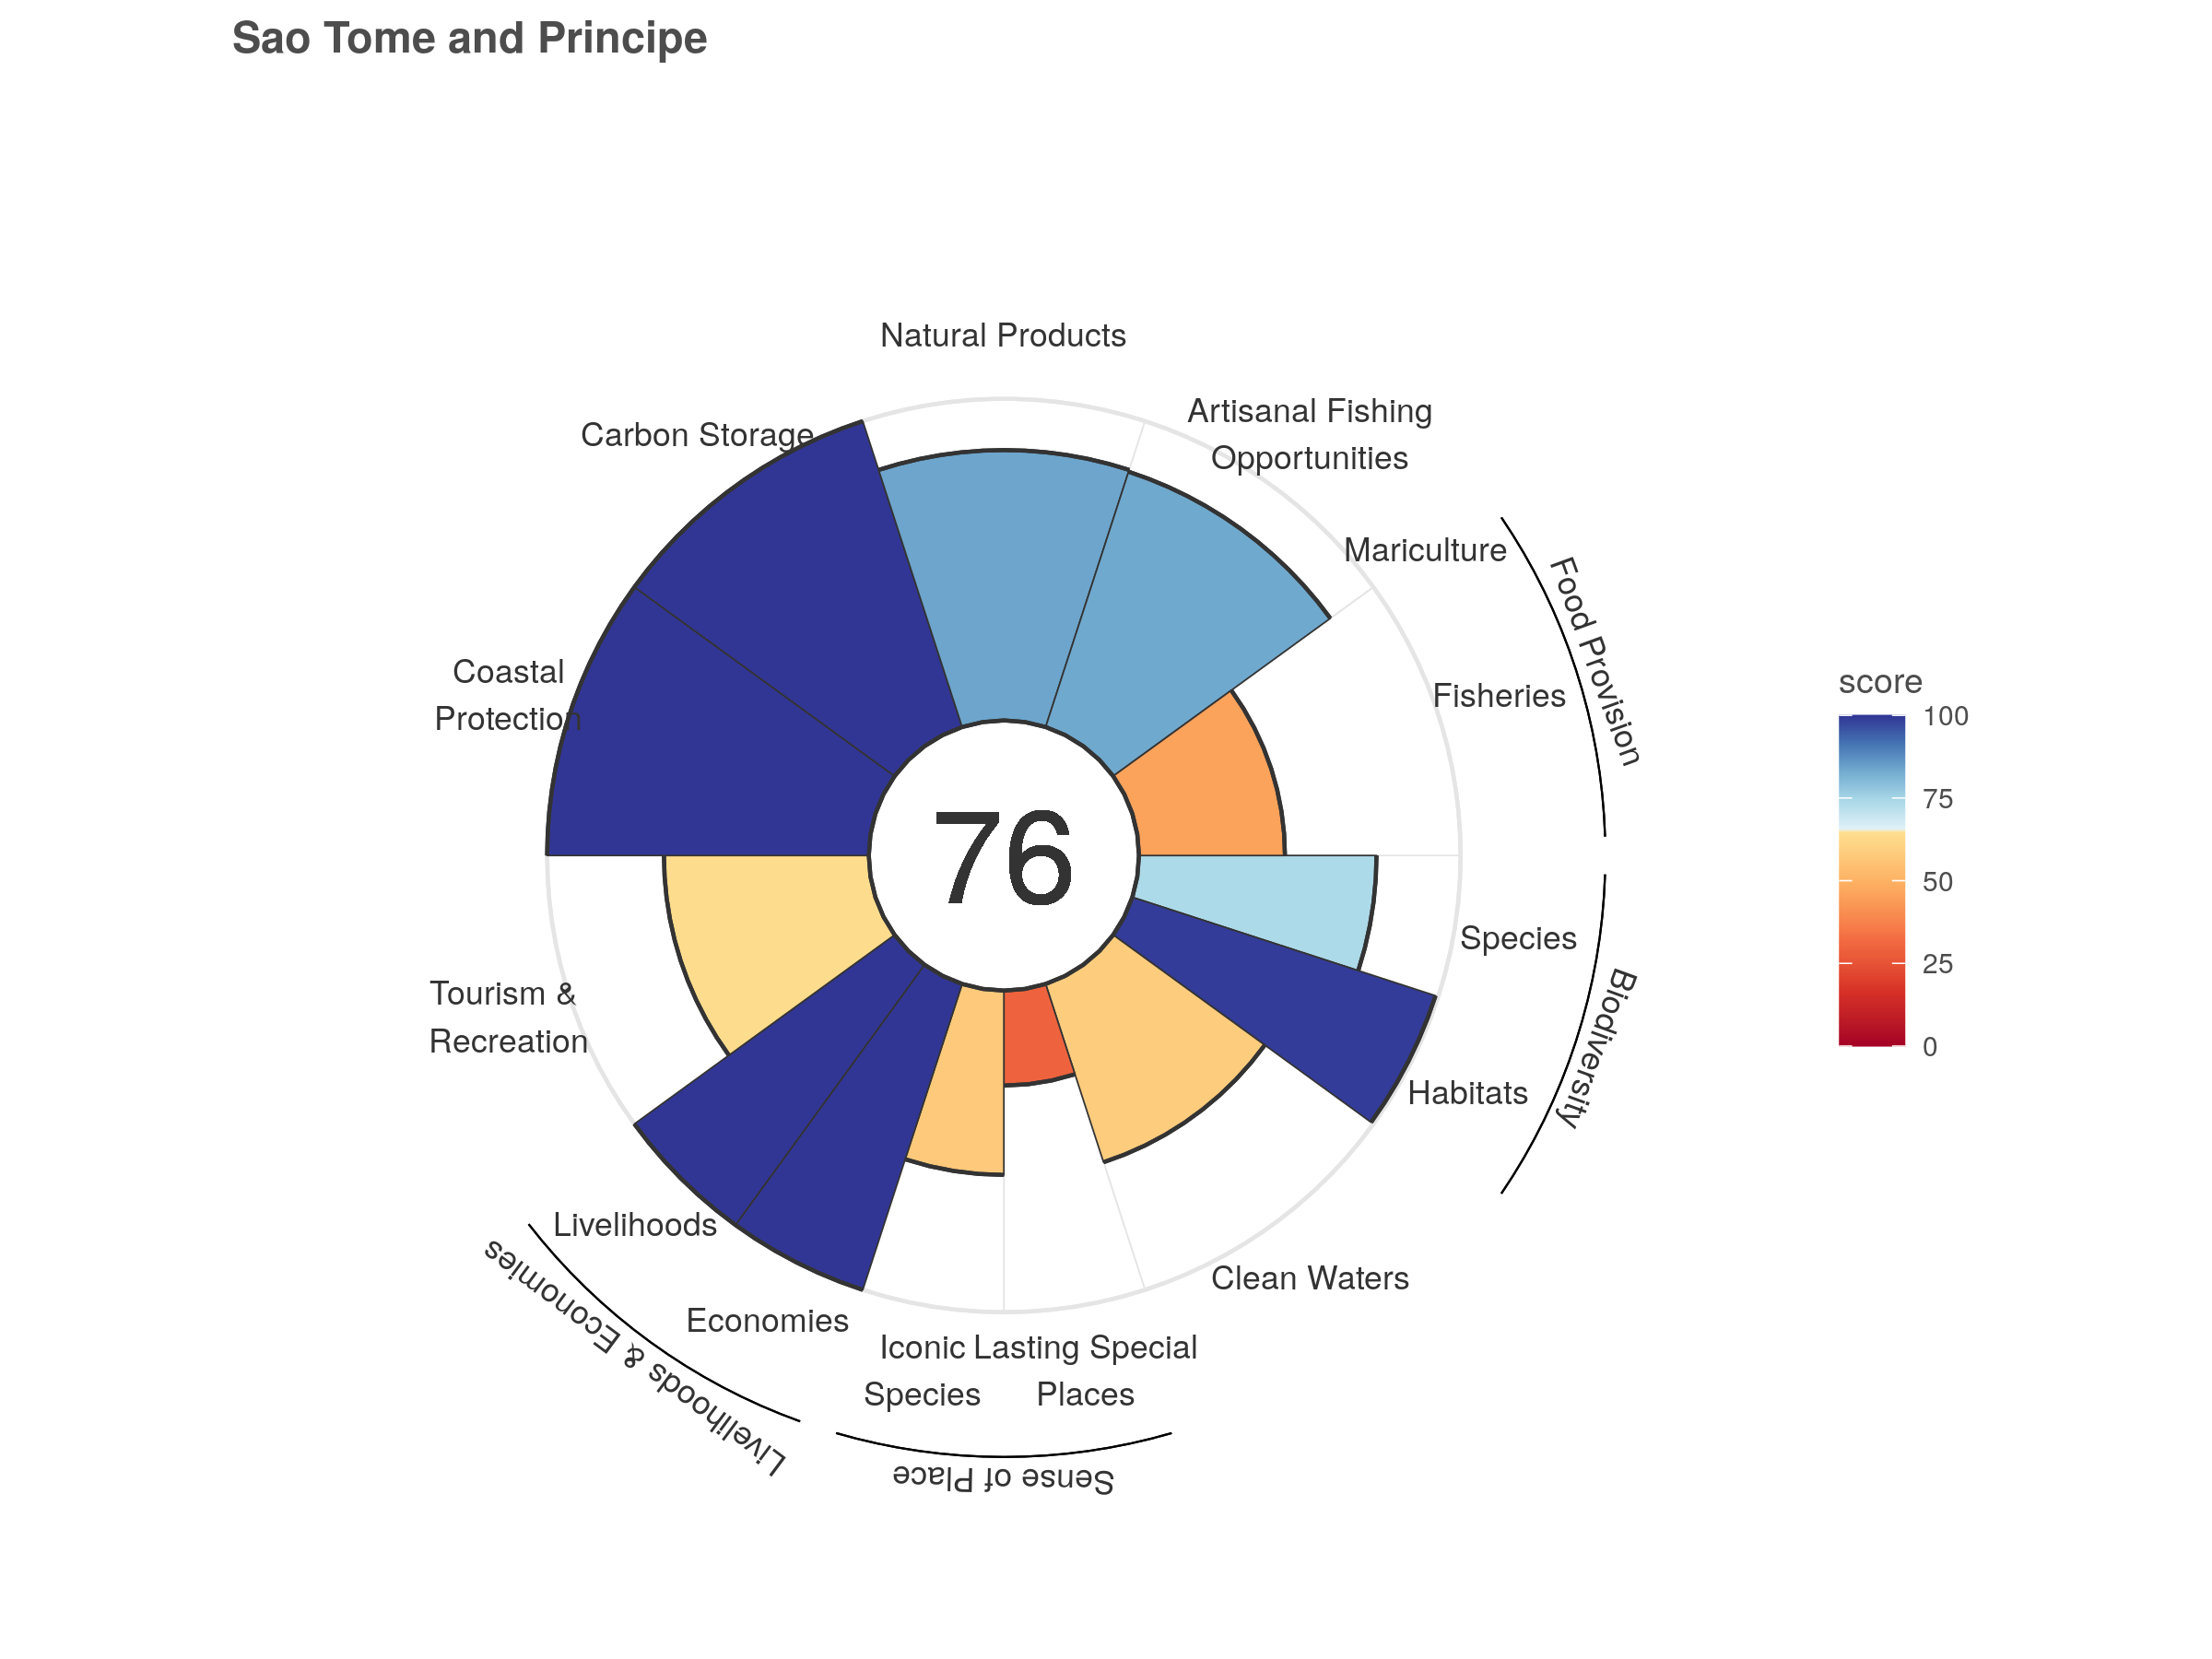 Sao Tome and Principe
Natural Products
Artisanal Fishing
Opportunities
Carbon Storage
Mariculture
Food Provision
Fisheries
Coastal
Protection
score
100
75
50
25
0
76
Species
Biodiversity
Habitats
Tourism &
Recreation
Livelihoods
Economies
Livelihoods & Economies
Clean Waters
Iconic
Species
Lasting Special
Places
Sense of Place